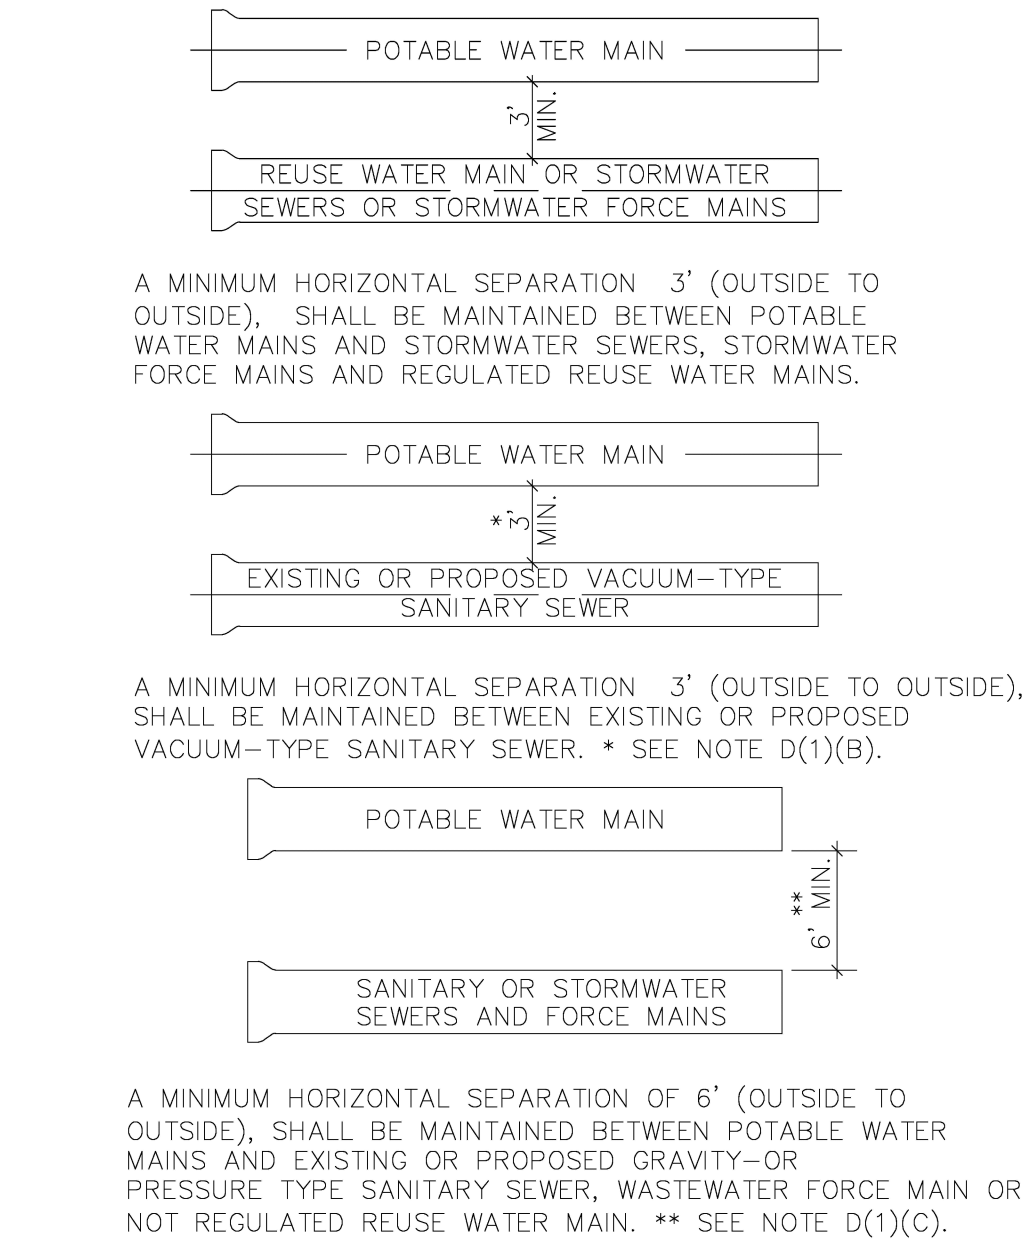 POTABLE WATER MAIN
3'
MIN.
REUSE WATER MAIN OR STORMWATER
SEWERS OR STORMWATER FORCE MAINS
A MINIMUM HORIZONTAL SEPARATION 3' (OUTSIDE TO
OUTSIDE), SHALL BE MAINTAINED BETWEEN POTABLE
WATER MAINS AND STORMWATER SEWERS, STORMWATER
FORCE MAINS AND REGULATED REUSE WATER MAINS.
POTABLE WATER MAIN
* 3'
MIN.
EXISTING OR PROPOSED VACUUM-TYPE
SANITARY SEWER
A MINIMUM HORIZONTAL SEPARATION 3' (OUTSIDE TO OUTSIDE),
SHALL BE MAINTAINED BETWEEN EXISTING OR PROPOSED
VACUUM-TYPE SANITARY SEWER. * SEE NOTE D(1)(B).
POTABLE WATER MAIN
**
6' MIN.
SANITARY OR STORMWATER
SEWERS AND FORCE MAINS
A MINIMUM HORIZONTAL SEPARATION OF 6' (OUTSIDE TO
OUTSIDE), SHALL BE MAINTAINED BETWEEN POTABLE WATER
MAINS AND EXISTING OR PROPOSED GRAVITY-OR
PRESSURE TYPE SANITARY SEWER, WASTEWATER FORCE MAIN OR
NOT REGULATED REUSE WATER MAIN. ** SEE NOTE D(1)(C).